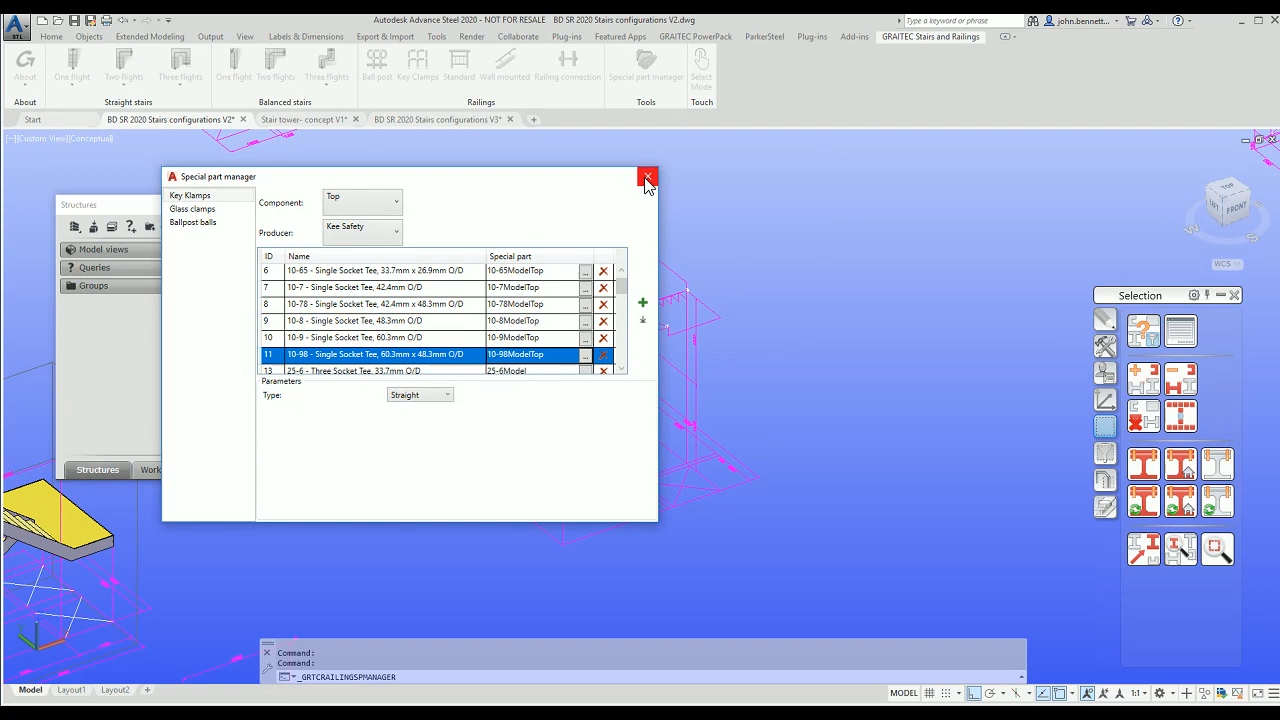 Autodesk Advance Steel 2020 - NOT FOR RESALE BD SR 2020 Stairs configurations V2.dwg
Type a keyword or phrase
john.bennett...
STL
Home Objects Extended Modeling Output View Labels & Dimensions Export & Import Tools Render Collaborate Plug-ins Featured Apps GRAITEC PowerPack ParkerSteel Plug-ins Add-ins GRAITEC Stairs and Railings
About One flight Two flights Three flights One flight Two flights Three flights Ball post Key Clamps Standard Wall mounted Railing connection Special part manager Select Mode
About Straight stairs Balanced stairs Railings Tools Touch
Start BD SR 2020 Stairs configurations V2* Stair tower- concept V1* BD SR 2020 Stairs configurations V3*
[−][Custom View][Conceptual]
Special part manager
Key Klamps
Glass clamps
Ballpost balls
Component: Top
Producer: Kee Safety
ID Name Special part
6 10-65 - Single Socket Tee, 33.7mm x 26.9mm O/D 10-65ModelTop ...
7 10-7 - Single Socket Tee, 42.4mm O/D 10-7ModelTop ...
8 10-78 - Single Socket Tee, 42.4mm x 48.3mm O/D 10-78ModelTop ...
9 10-8 - Single Socket Tee, 48.3mm O/D 10-8ModelTop ...
10 10-9 - Single Socket Tee, 60.3mm O/D 10-9ModelTop ...
11 10-98 - Single Socket Tee, 60.3mm x 48.3mm O/D 10-98ModelTop ...
13 25-6 - Three Socket Tee, 33.7mm O/D 25-6Model
Parameters
Type: Straight
Structures
Model views
Queries
Groups
Structures Work
TOP
FRONT
WCS
Selection
Command:
Command:
_GRTCRAILINGSPMANAGER
Model Layout1 Layout2 +
MODEL 1:1